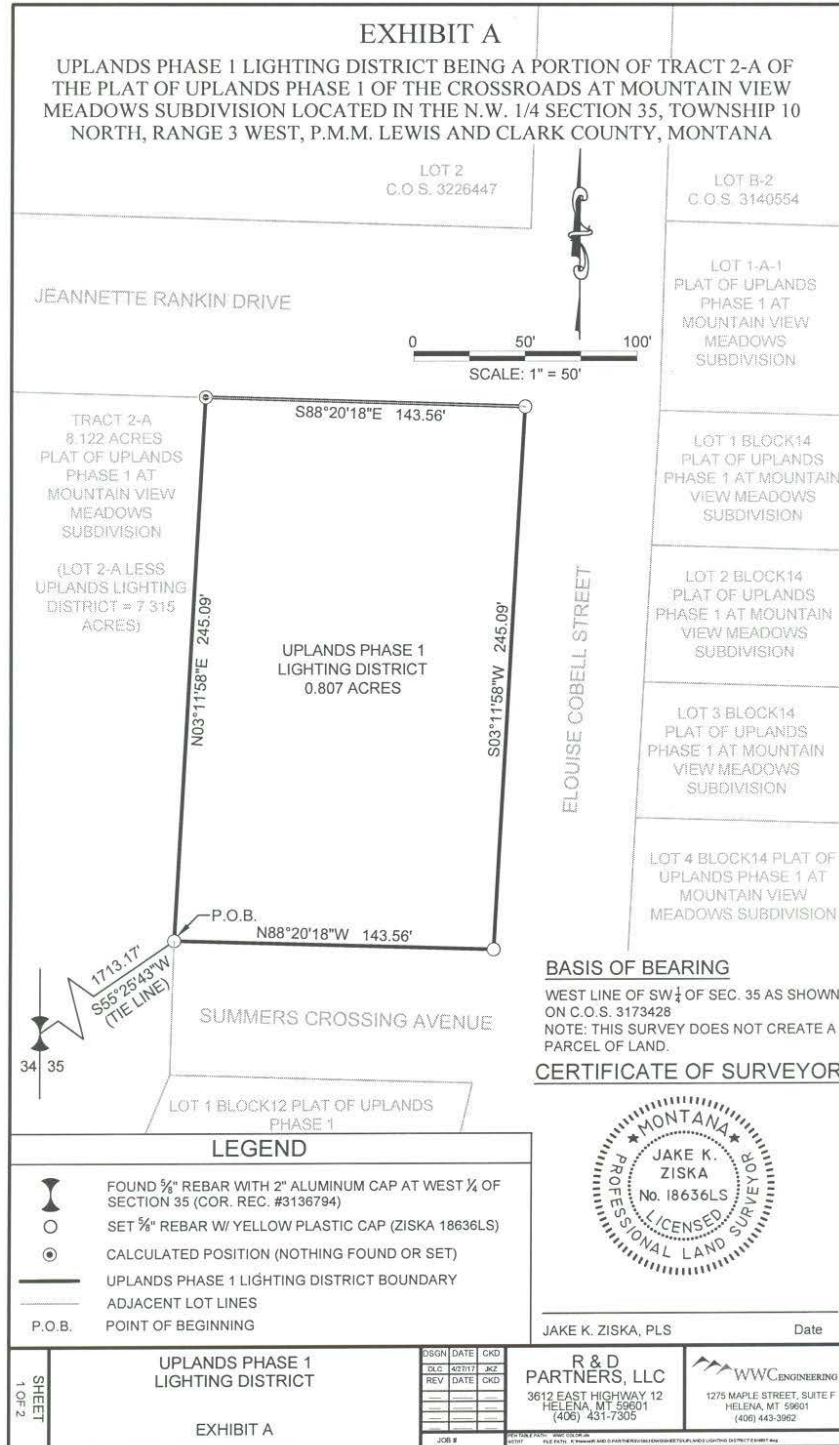 EXHIBIT A
UPLANDS PHASE 1 LIGHTING DISTRICT BEING A PORTION OF TRACT 2-A OF
THE PLAT OF UPLANDS PHASE 1 OF THE CROSSROADS AT MOUNTAIN VIEW
MEADOWS SUBDIVISION LOCATED IN THE N.W. 1/4 SECTION 35, TOWNSHIP 10
NORTH, RANGE 3 WEST, P.M.M. LEWIS AND CLARK COUNTY, MONTANA
LOT 2
C.O.S. 3226447
LOT B-2
C.O.S. 3140554
JEANNETTE RANKIN DRIVE
LOT 1-A-1
PLAT OF UPLANDS
PHASE 1 AT
MOUNTAIN VIEW
MEADOWS
SUBDIVISION
0 50' 100'
SCALE: 1" = 50'
S88°20'18"E 143.56'
TRACT 2-A
8.122 ACRES
PLAT OF UPLANDS
PHASE 1 AT
MOUNTAIN VIEW
MEADOWS
SUBDIVISION
(LOT 2-A LESS
UPLANDS LIGHTING
DISTRICT = 7.315
ACRES)
N03°11'58"E 245.09'
UPLANDS PHASE 1
LIGHTING DISTRICT
0.807 ACRES
S03°11'58"W 245.09'
ELOUISE COBELL STREET
LOT 1 BLOCK14
PLAT OF UPLANDS
PHASE 1 AT MOUNTAIN
VIEW MEADOWS
SUBDIVISION
LOT 2 BLOCK14
PLAT OF UPLANDS
PHASE 1 AT MOUNTAIN
VIEW MEADOWS
SUBDIVISION
LOT 3 BLOCK14
PLAT OF UPLANDS
PHASE 1 AT MOUNTAIN
VIEW MEADOWS
SUBDIVISION
LOT 4 BLOCK14 PLAT OF
UPLANDS PHASE 1 AT
MOUNTAIN VIEW
MEADOWS SUBDIVISION
P.O.B.
N88°20'18"W 143.56'
1713.17'
S55°25'43"W
(TIE LINE)
34 35
SUMMERS CROSSING AVENUE
LOT 1 BLOCK12 PLAT OF UPLANDS
PHASE 1
BASIS OF BEARING
WEST LINE OF SW 1/4 OF SEC. 35 AS SHOWN
ON C.O.S. 3173428
NOTE: THIS SURVEY DOES NOT CREATE A
PARCEL OF LAND.
CERTIFICATE OF SURVEYOR
MONTANA
JAKE K.
ZISKA
No. 18636LS
LICENSED
PROFESSIONAL LAND SURVEYOR
JAKE K. ZISKA, PLS Date
LEGEND
FOUND ⅝" REBAR WITH 2" ALUMINUM CAP AT WEST ¼ OF
SECTION 35 (COR. REC. #3136794)
SET ⅝" REBAR W/ YELLOW PLASTIC CAP (ZISKA 18636LS)
CALCULATED POSITION (NOTHING FOUND OR SET)
UPLANDS PHASE 1 LIGHTING DISTRICT BOUNDARY
ADJACENT LOT LINES
P.O.B. POINT OF BEGINNING
SHEET
1 OF 2
UPLANDS PHASE 1
LIGHTING DISTRICT
EXHIBIT A
DSGN DATE CKD
DLC 4/27/17 JKZ
REV DATE CKD
JOB #
R & D
PARTNERS, LLC
3612 EAST HIGHWAY 12
HELENA, MT 59601
(406) 431-7305
WWC ENGINEERING
1275 MAPLE STREET, SUITE F
HELENA, MT 59601
(406) 443-3962